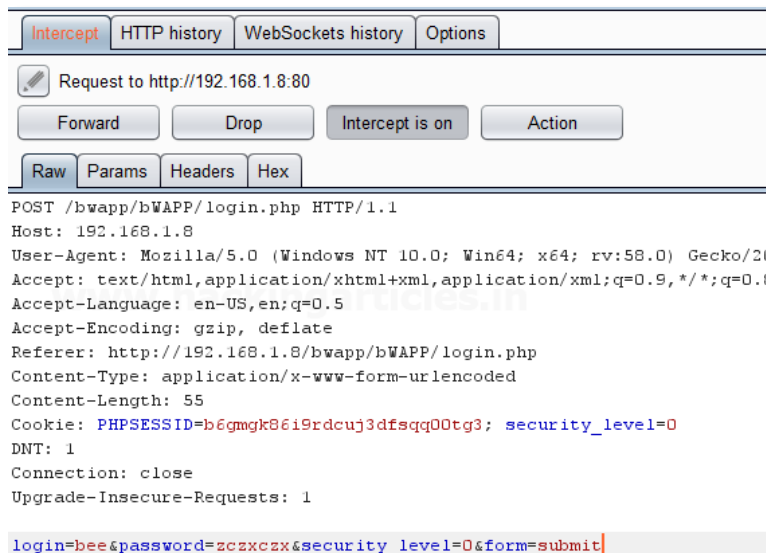 Intercept HTTP history WebSockets history Options
Request to http://192.168.1.8:80
Forward Drop Intercept is on Action
Raw Params Headers Hex
POST /bwapp/bWAPP/login.php HTTP/1.1
Host: 192.168.1.8
User-Agent: Mozilla/5.0 (Windows NT 10.0; Win64; x64; rv:58.0) Gecko/20
Accept: text/html,application/xhtml+xml,application/xml;q=0.9,*/*;q=0.8
Accept-Language: en-US,en;q=0.5
Accept-Encoding: gzip, deflate
Referer: http://192.168.1.8/bwapp/bWAPP/login.php
Content-Type: application/x-www-form-urlencoded
Content-Length: 55
Cookie: PHPSESSID=b6gmgk86i9rdcuj3dfsqq00tg3; security_level=0
DNT: 1
Connection: close
Upgrade-Insecure-Requests: 1
login=bee&password=zczxczx&security_level=0&form=submit